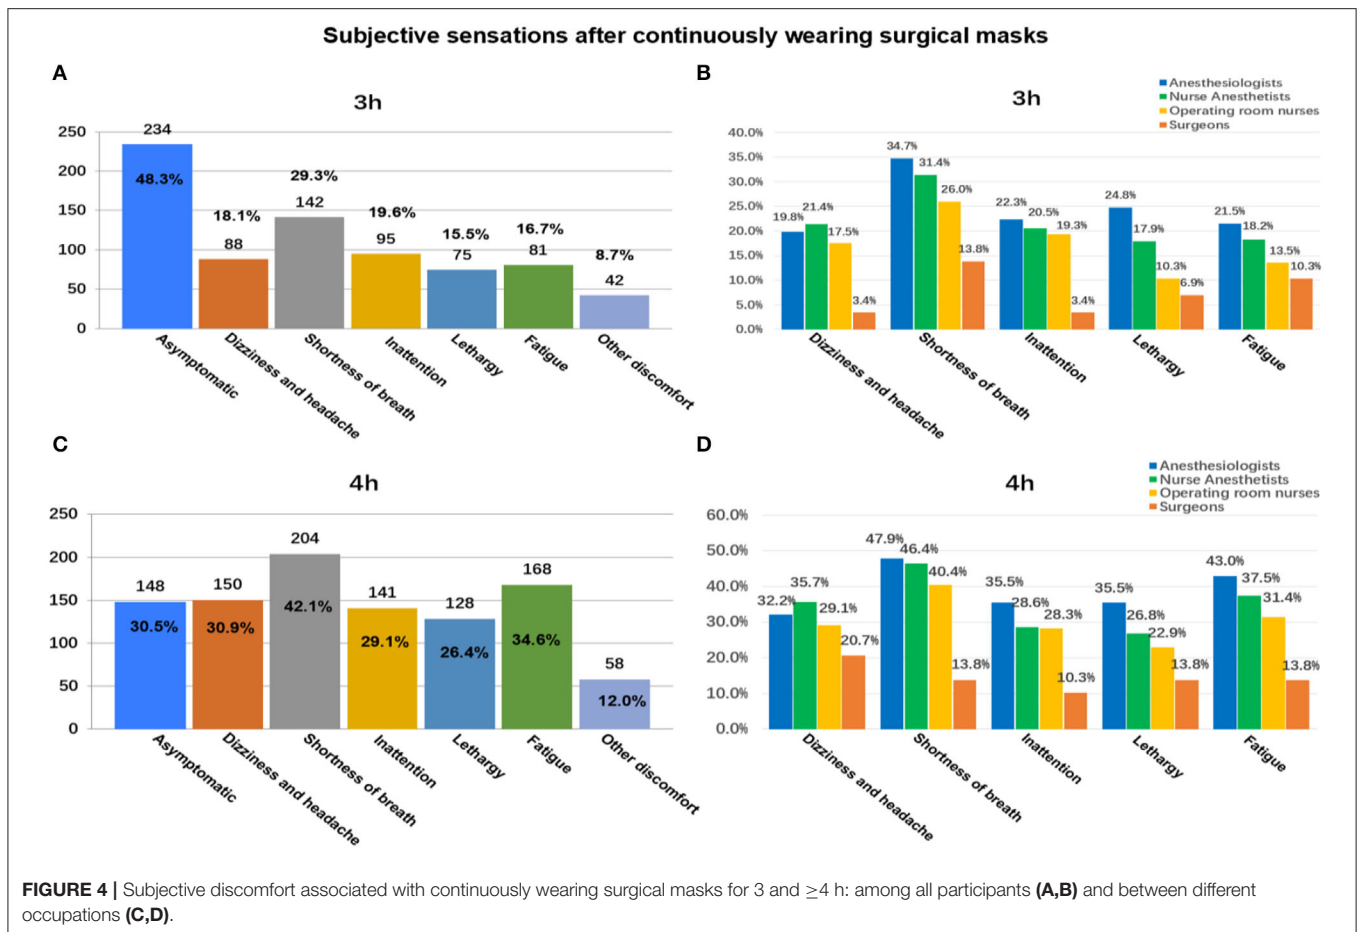 Subjective sensations after continuously wearing surgical masks
A
3h
250
200
150
100
50
0
234
48.3%
18.1%
88
29.3%
142
19.6%
95
15.5%
75
16.7%
81
8.7%
42
Asymptomatic
Dizziness and headache
Shortness of breath
Inattention
Lethargy
Fatigue
Other discomfort
B
3h
Anesthesiologists
Nurse Anesthetists
Operating room nurses
Surgeons
40.0%
35.0%
30.0%
25.0%
20.0%
15.0%
10.0%
5.0%
0.0%
19.8%
21.4%
17.5%
3.4%
34.7%
31.4%
26.0%
13.8%
22.3%
20.5%
19.3%
3.4%
24.8%
17.9%
10.3%
6.9%
21.5%
18.2%
13.5%
10.3%
Dizziness and headache
Shortness of breath
Inattention
Lethargy
Fatigue
C
4h
250
200
150
100
50
0
148
30.5%
150
30.9%
204
42.1%
141
29.1%
128
26.4%
168
34.6%
58
12.0%
Asymptomatic
Dizziness and headache
Shortness of breath
Inattention
Lethargy
Fatigue
Other discomfort
D
4h
Anesthesiologists
Nurse Anesthetists
Operating room nurses
Surgeons
60.0%
50.0%
40.0%
30.0%
20.0%
10.0%
0.0%
32.2%
35.7%
29.1%
20.7%
47.9%
46.4%
40.4%
13.8%
35.5%
28.6%
28.3%
10.3%
35.5%
26.8%
22.9%
13.8%
43.0%
37.5%
31.4%
13.8%
Dizziness and headache
Shortness of breath
Inattention
Lethargy
Fatigue
FIGURE 4 | Subjective discomfort associated with continuously wearing surgical masks for 3 and ≥4 h: among all participants (A,B) and between different
occupations (C,D).